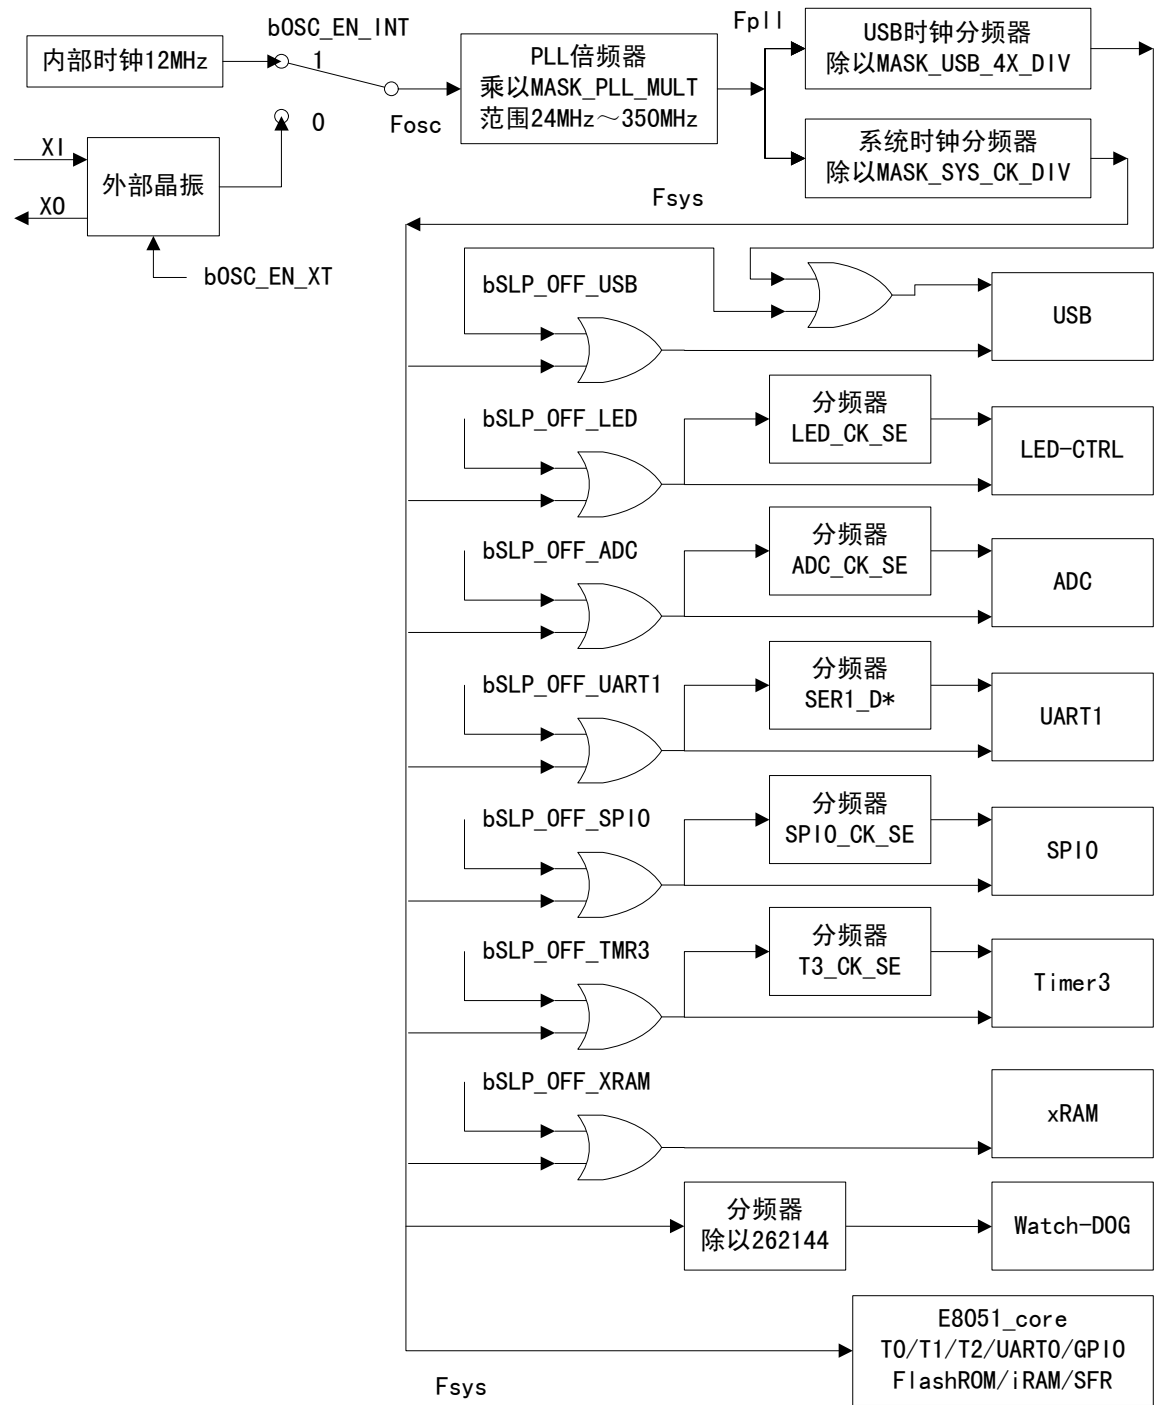 bOSC_EN_INT
内部时钟12MHz
1
0
Fosc
XI
XO
外部晶振
bOSC_EN_XT
PLL倍频器
乘以MASK_PLL_MULT
范围24MHz～350MHz
Fpll
USB时钟分频器
除以MASK_USB_4X_DIV
系统时钟分频器
除以MASK_SYS_CK_DIV
Fsys
bSLP_OFF_USB
USB
bSLP_OFF_LED
分频器
LED_CK_SE
LED-CTRL
bSLP_OFF_ADC
分频器
ADC_CK_SE
ADC
bSLP_OFF_UART1
分频器
SER1_D*
UART1
bSLP_OFF_SPI0
分频器
SPI0_CK_SE
SPI0
bSLP_OFF_TMR3
分频器
T3_CK_SE
Timer3
bSLP_OFF_XRAM
xRAM
分频器
除以262144
Watch-DOG
E8051_core
T0/T1/T2/UART0/GPIO
FlashROM/iRAM/SFR
Fsys